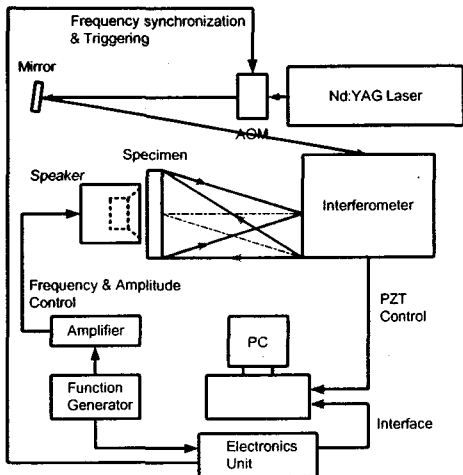 Frequency synchronization
& Triggering
Mirror
Nd:YAG Laser
AOM
Specimen
Speaker
Interferometer
Frequency & Amplitude
Control
PZT
Control
Amplifier
PC
Function
Generator
Interface
Electronics
Unit